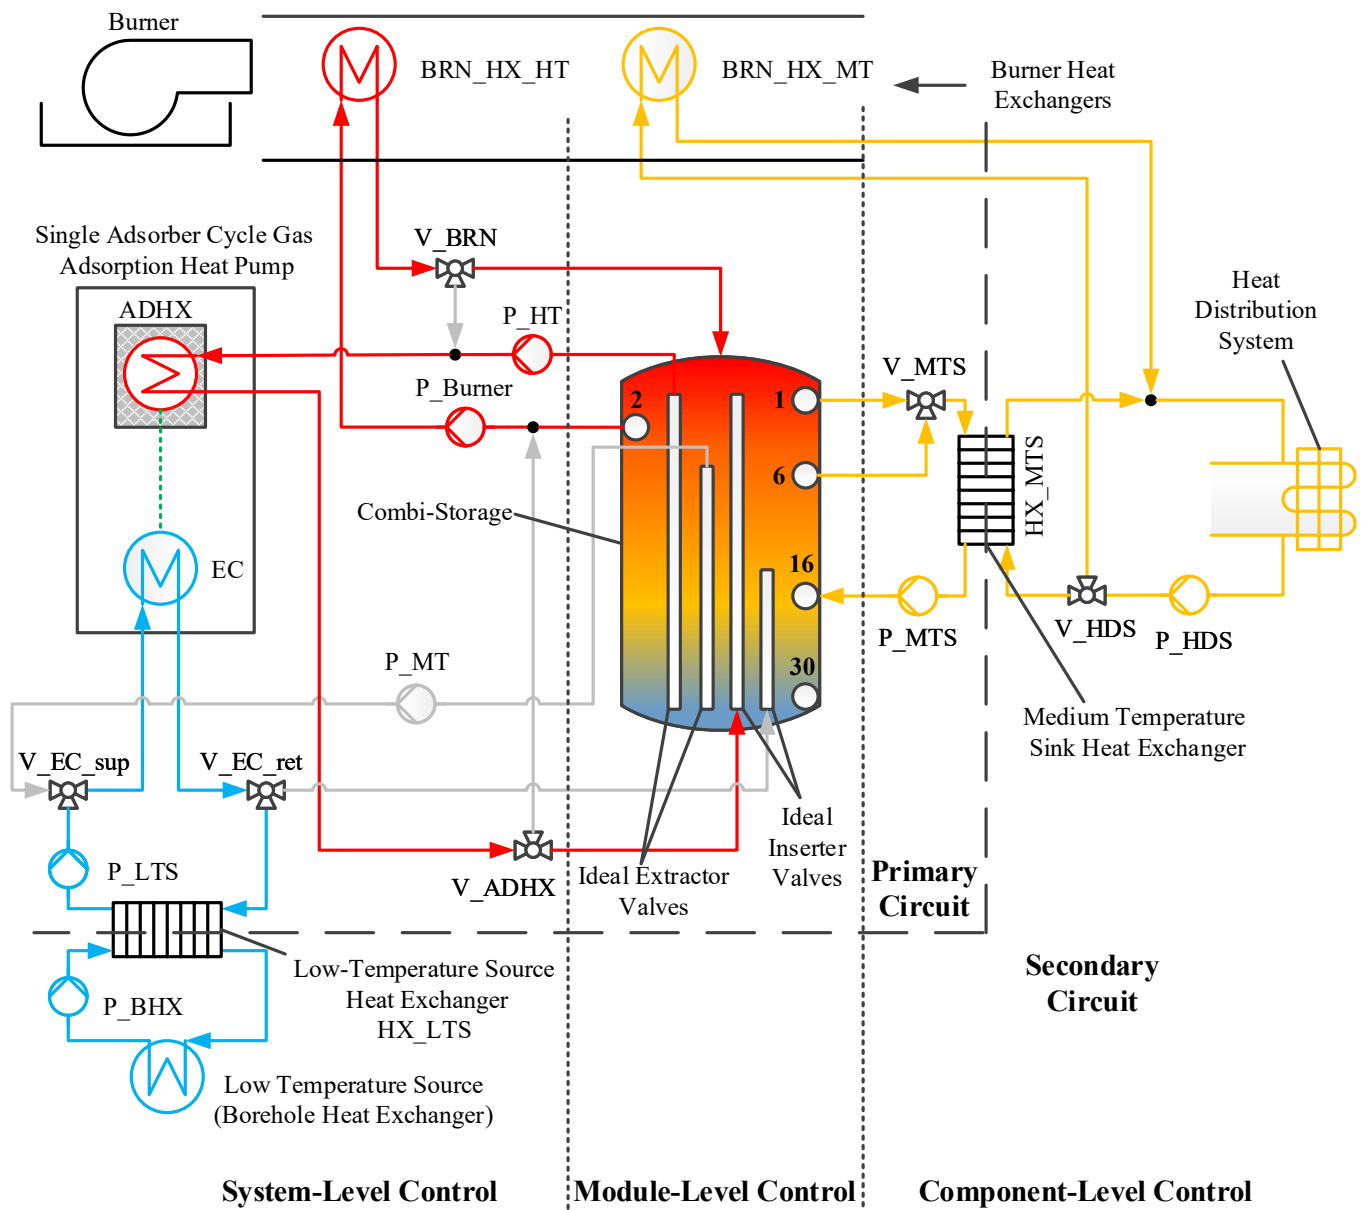 Burner
BRN_HX_HT
BRN_HX_MT
Burner Heat
Exchangers
Single Adsorber Cycle Gas
Adsorption Heat Pump
V_BRN
ADHX
P_HT
P_Burner
2
1
V_MTS
Heat
Distribution
System
6
HX_MTS
Combi-Storage
EC
16
P_MTS
V_HDS
P_HDS
P_MT
30
Medium Temperature
Sink Heat Exchanger
V_EC_sup
V_EC_ret
Ideal
Inserter
Valves
P_LTS
V_ADHX
Ideal Extractor
Valves
Primary
Circuit
Low-Temperature Source
Heat Exchanger
HX_LTS
Secondary
Circuit
P_BHX
Low Temperature Source
(Borehole Heat Exchanger)
System-Level Control
Module-Level Control
Component-Level Control